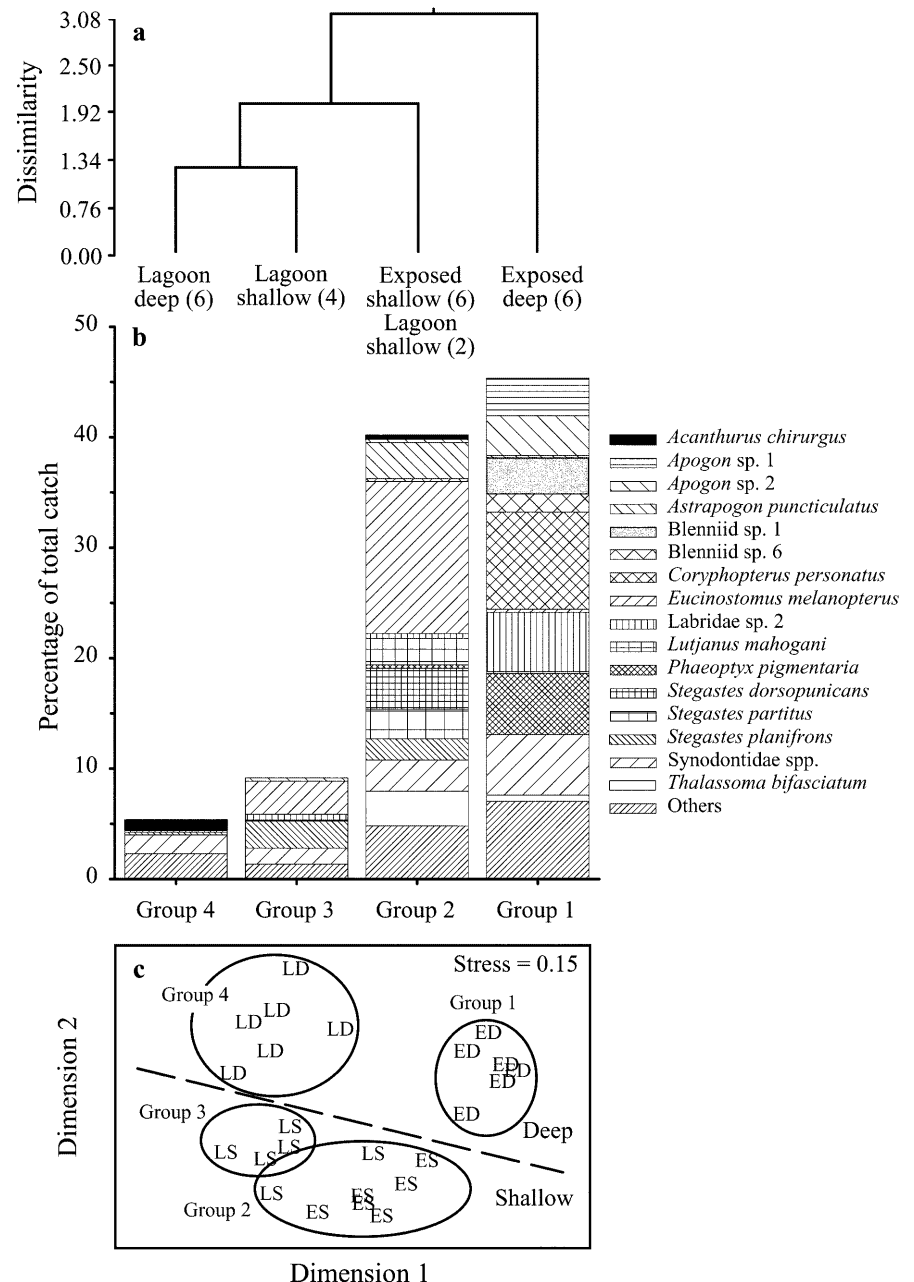 a
Dissimilarity
3.08
2.50
1.92
1.34
0.76
0.00
Lagoon
deep (6)
Lagoon
shallow (4)
Exposed
shallow (6)
Lagoon
shallow (2)
Exposed
deep (6)
b
Percentage of total catch
50
40
30
20
10
0
Acanthurus chirurgus
Apogon sp. 1
Apogon sp. 2
Astrapogon puncticulatus
Blenniid sp. 1
Blenniid sp. 6
Coryphopterus personatus
Eucinostomus melanopterus
Labridae sp. 2
Lutjanus mahogani
Phaeoptyx pigmentaria
Stegastes dorsopunicans
Stegastes partitus
Stegastes planifrons
Synodontidae spp.
Thalassoma bifasciatum
Others
Group 4
Group 3
Group 2
Group 1
c
Stress = 0.15
Dimension 2
Group 4
LD
LD
LD
LD
LD
LD
Group 1
ED
ED
ED
ED
ED
ED
Deep
Group 3
LS
LS
LS
LS
Shallow
Group 2
LS
LS
ES
ES
ES
ES
ES
ES
Dimension 1